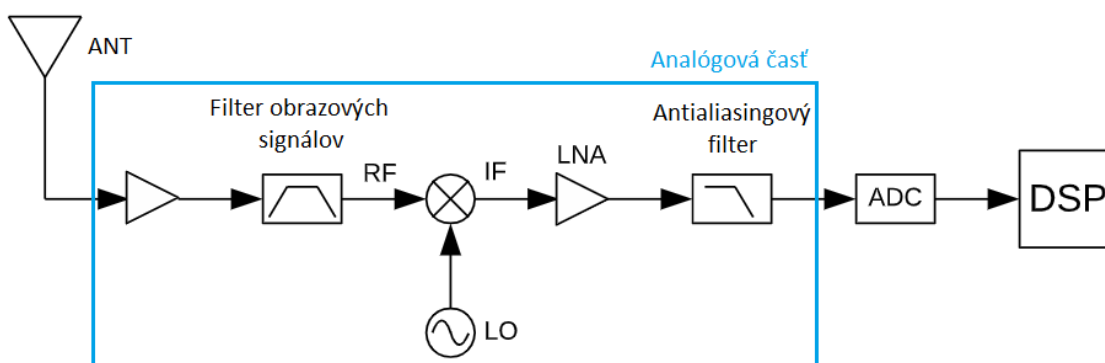 ANT
Analógová časť
Filter obrazových
signálov
Antialiasingový
filter
RF
IF
LNA
ADC
DSP
LO